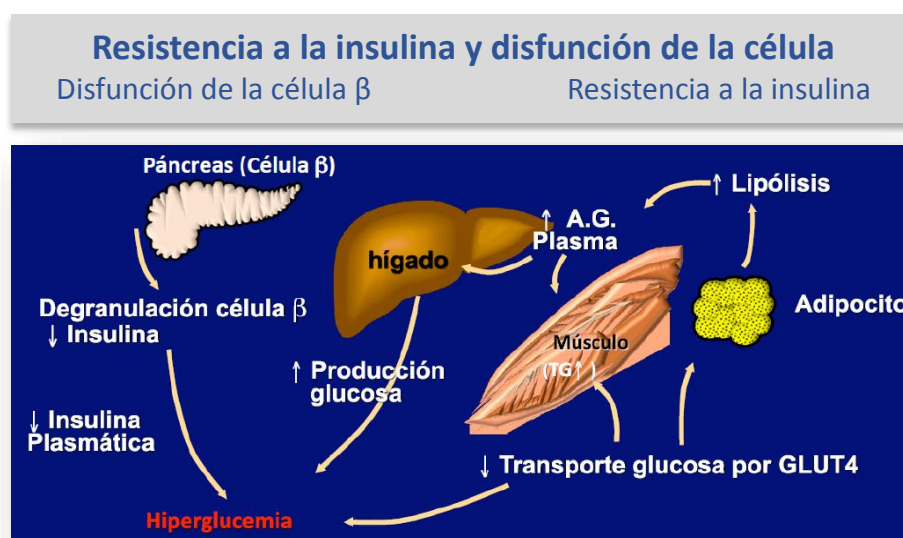 Resistencia a la insulina y disfunción de la célula
Disfunción de la célula β
Resistencia a la insulina
Páncreas (Célula β)
Degranulación célula β
↓ Insulina
↓ Insulina
Plasmática
Hiperglucemia
hígado
↑ Producción
glucosa
↑ A.G.
Plasma
Músculo
(TG↑ )
↑ Lipólisis
Adipocito
↓ Transporte glucosa por GLUT4